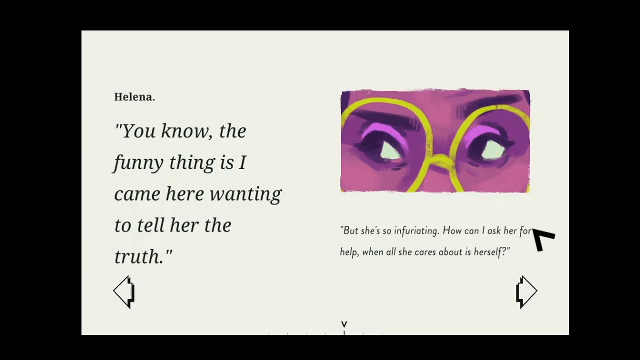 Helena.
"You know, the
funny thing is I
came here wanting
to tell her the
truth."
"But she's so infuriating. How can I ask her for
help, when all she cares about is herself?"